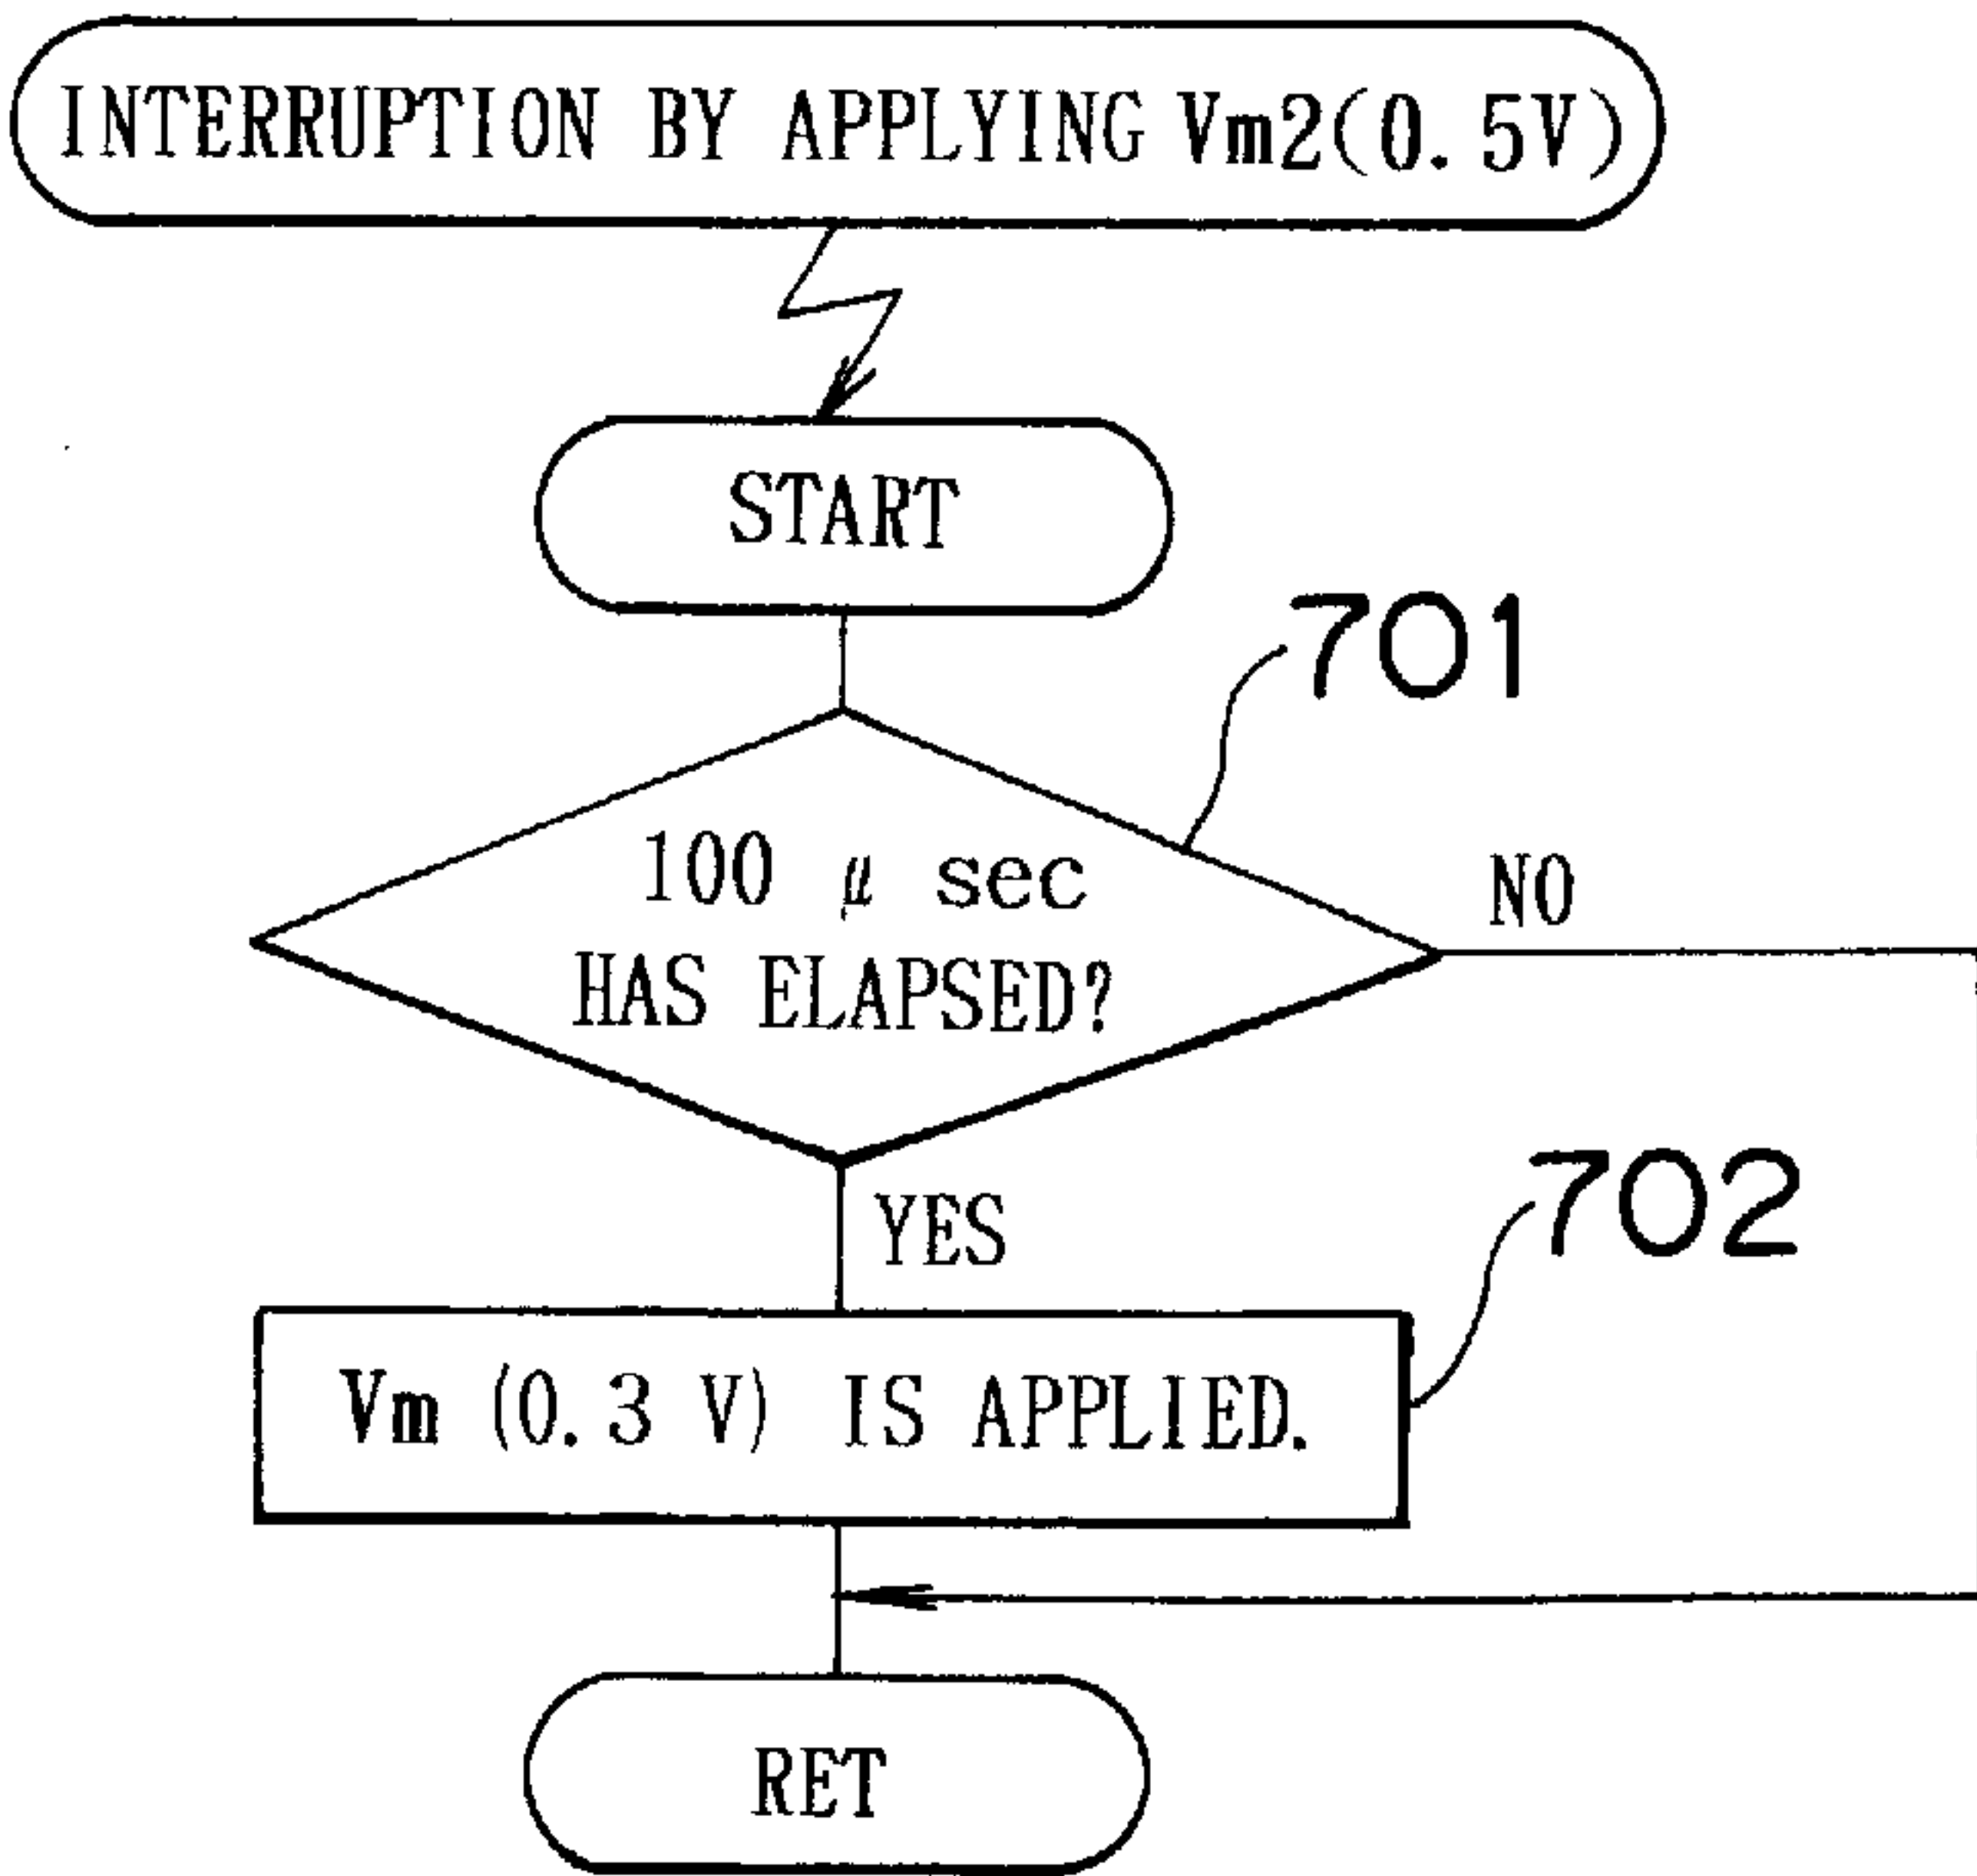 INTERRUPTION BY APPLYING Vm2(0.5V)
START
701
100 μ sec
HAS ELAPSED?
NO
YES
702
Vm (0.3 V) IS APPLIED.
RET